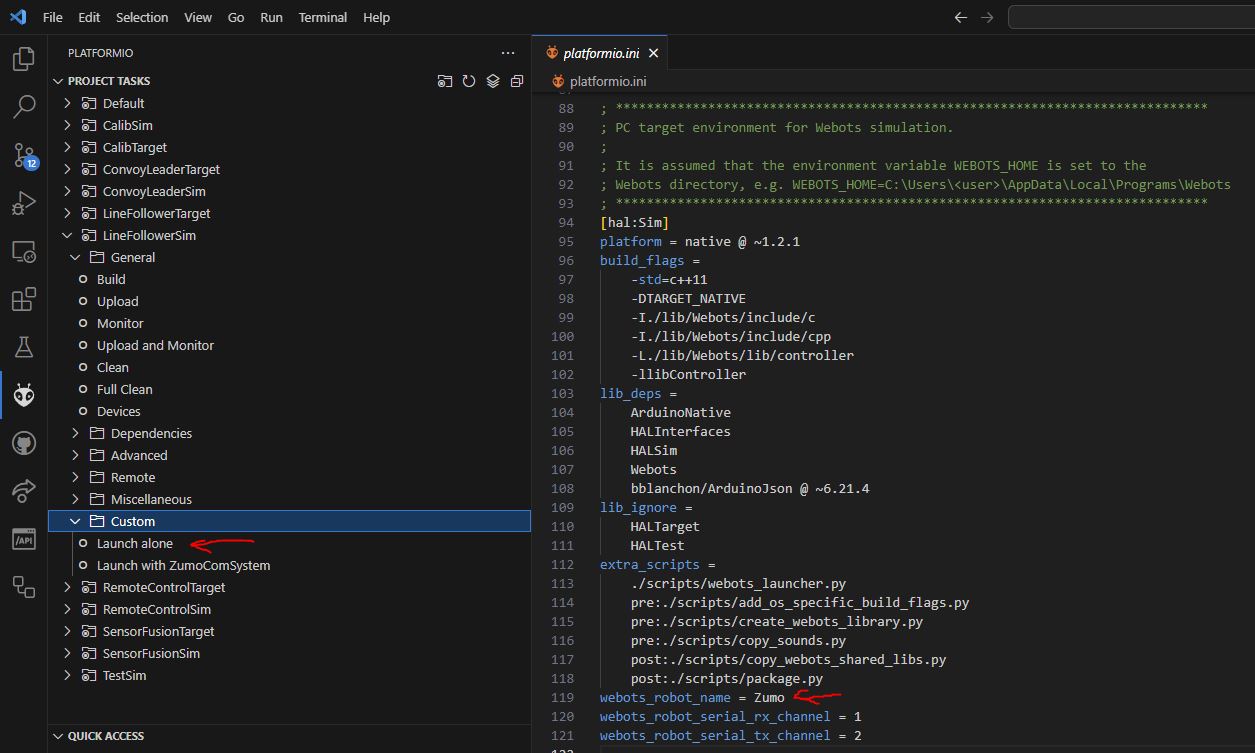 File Edit Selection View Go Run Terminal Help
PLATFORMIO
PROJECT TASKS
Default
CalibSim
CalibTarget
ConvoyLeaderTarget
ConvoyLeaderSim
LineFollowerTarget
LineFollowerSim
General
Build
Upload
Monitor
Upload and Monitor
Clean
Full Clean
Devices
Dependencies
Advanced
Remote
Miscellaneous
Custom
Launch alone
Launch with ZumoComSystem
RemoteControlTarget
RemoteControlSim
SensorFusionTarget
SensorFusionSim
TestSim
QUICK ACCESS
12
/API
platformio.ini
platformio.ini
88 ; *****************************************************************************
89 ; PC target environment for Webots simulation.
90 ;
91 ; It is assumed that the environment variable WEBOTS_HOME is set to the
92 ; Webots directory, e.g. WEBOTS_HOME=C:\Users\<user>\AppData\Local\Programs\Webots
93 ; *****************************************************************************
94 [hal:Sim]
95 platform = native @ ~1.2.1
96 build_flags =
97 -std=c++11
98 -DTARGET_NATIVE
99 -I./lib/Webots/include/c
100 -I./lib/Webots/include/cpp
101 -L./lib/Webots/lib/controller
102 -llibController
103 lib_deps =
104 ArduinoNative
105 HALInterfaces
106 HALSim
107 Webots
108 bblanchon/ArduinoJson @ ~6.21.4
109 lib_ignore =
110 HALTarget
111 HALTest
112 extra_scripts =
113 ./scripts/webots_launcher.py
114 pre:./scripts/add_os_specific_build_flags.py
115 pre:./scripts/create_webots_library.py
116 pre:./scripts/copy_sounds.py
117 post:./scripts/copy_webots_shared_libs.py
118 post:./scripts/package.py
119 webots_robot_name = Zumo
120 webots_robot_serial_rx_channel = 1
121 webots_robot_serial_tx_channel = 2